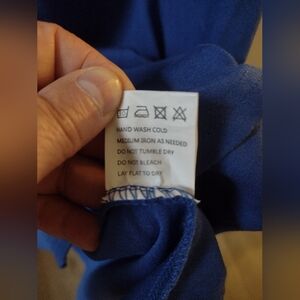 HAND WASH COLD
MEDIUM IRON AS NEEDED
DO NOT TUMBLE DRY
DO NOT BLEACH
LAY FLAT TO DRY